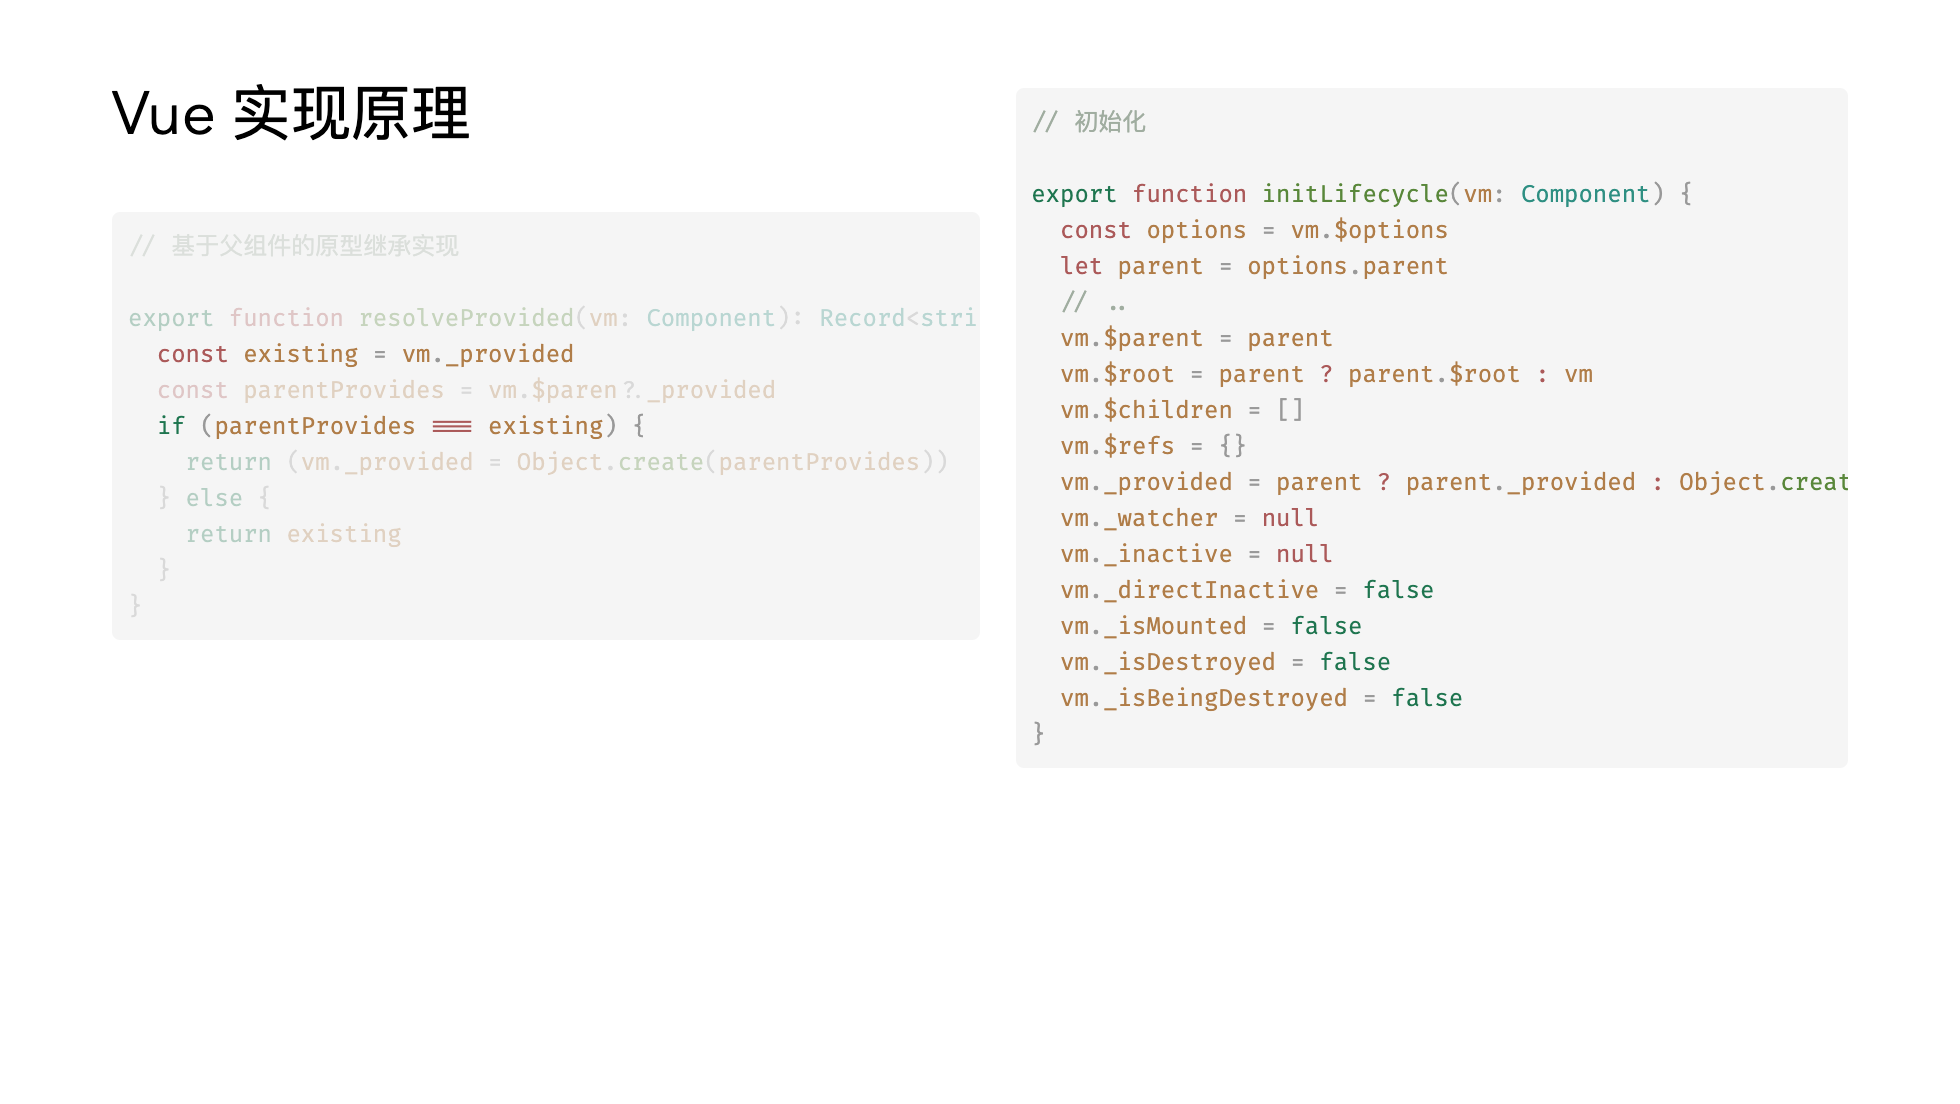 Vue 实现原理
// 基于父组件的原型继承实现
export function resolveProvided(vm: Component): Record<stri
  const existing = vm._provided
  const parentProvides = vm.$paren?._provided
  if (parentProvides === existing) {
    return (vm._provided = Object.create(parentProvides))
  } else {
    return existing
  }
}
// 初始化
export function initLifecycle(vm: Component) {
  const options = vm.$options
  let parent = options.parent
  // ..
  vm.$parent = parent
  vm.$root = parent ? parent.$root : vm
  vm.$children = []
  vm.$refs = {}
  vm._provided = parent ? parent._provided : Object.creat
  vm._watcher = null
  vm._inactive = null
  vm._directInactive = false
  vm._isMounted = false
  vm._isDestroyed = false
  vm._isBeingDestroyed = false
}